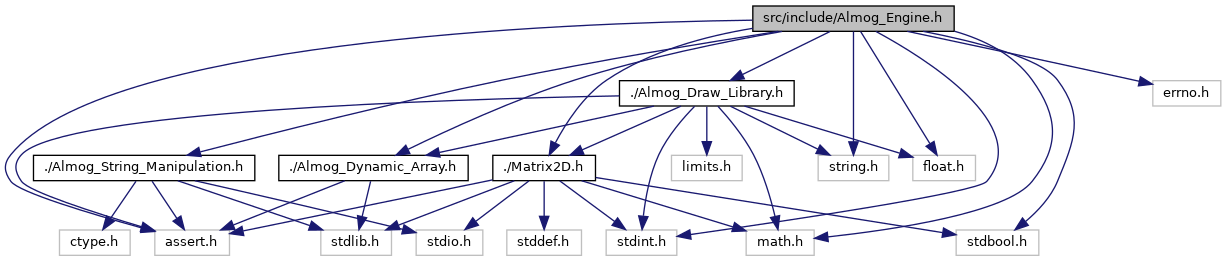 src/include/Almog_Engine.h
./Almog_Draw_Library.h
errno.h
./Almog_String_Manipulation.h
./Almog_Dynamic_Array.h
./Matrix2D.h
limits.h
string.h
float.h
ctype.h
assert.h
stdlib.h
stdio.h
stddef.h
stdint.h
math.h
stdbool.h